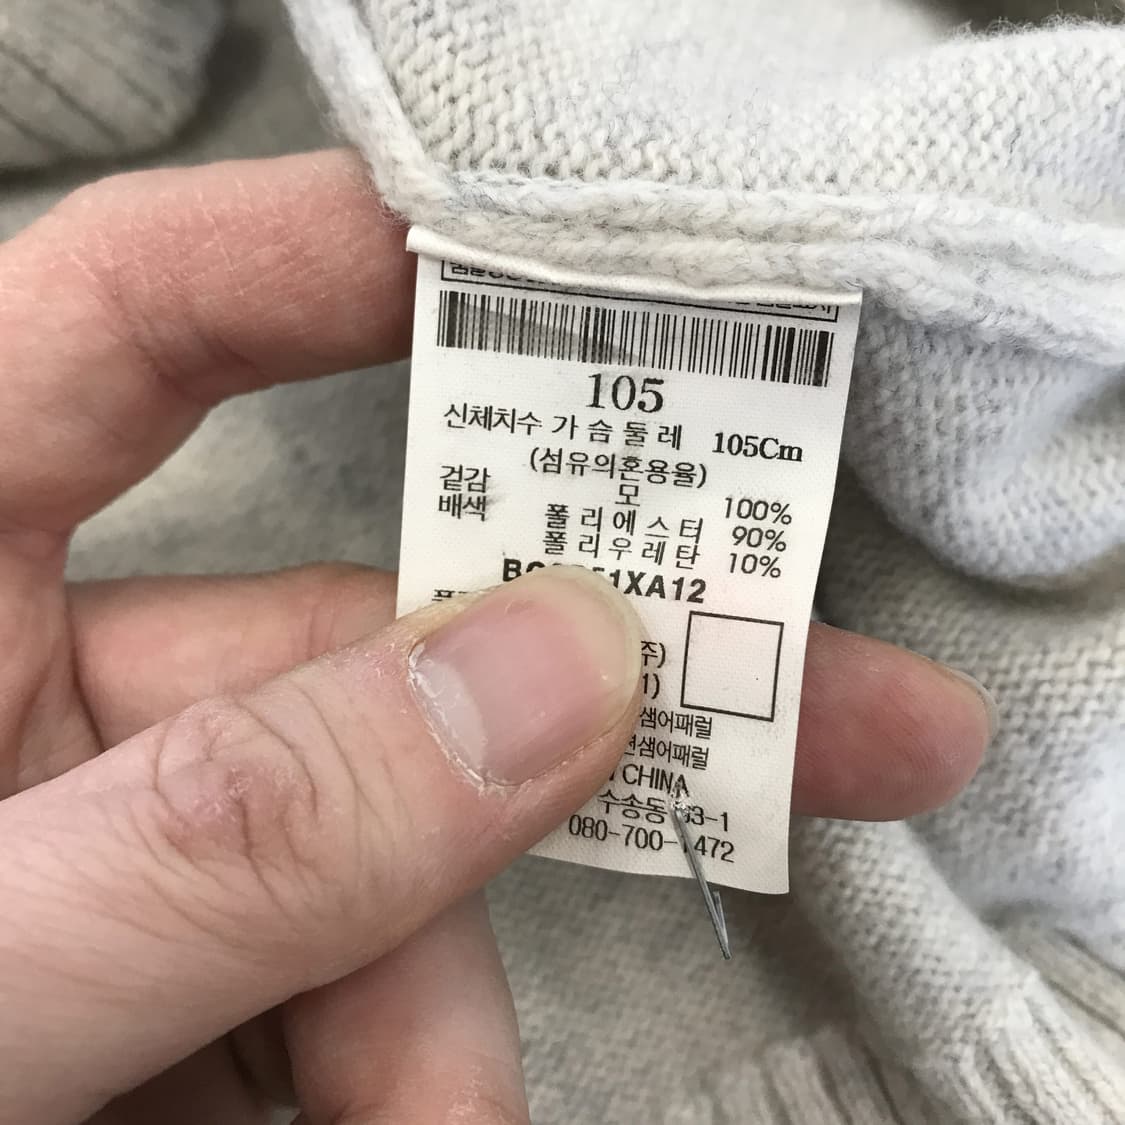 105
신체치수 가슴둘레 105Cm
(섬유의혼용율)
겉감 모 100%
배색 폴리에스터 90%
폴리우레탄 10%
1XA12
주)
1)
샘어패럴
샘어패럴
CHINA
수송동 3-1
080-700-1472